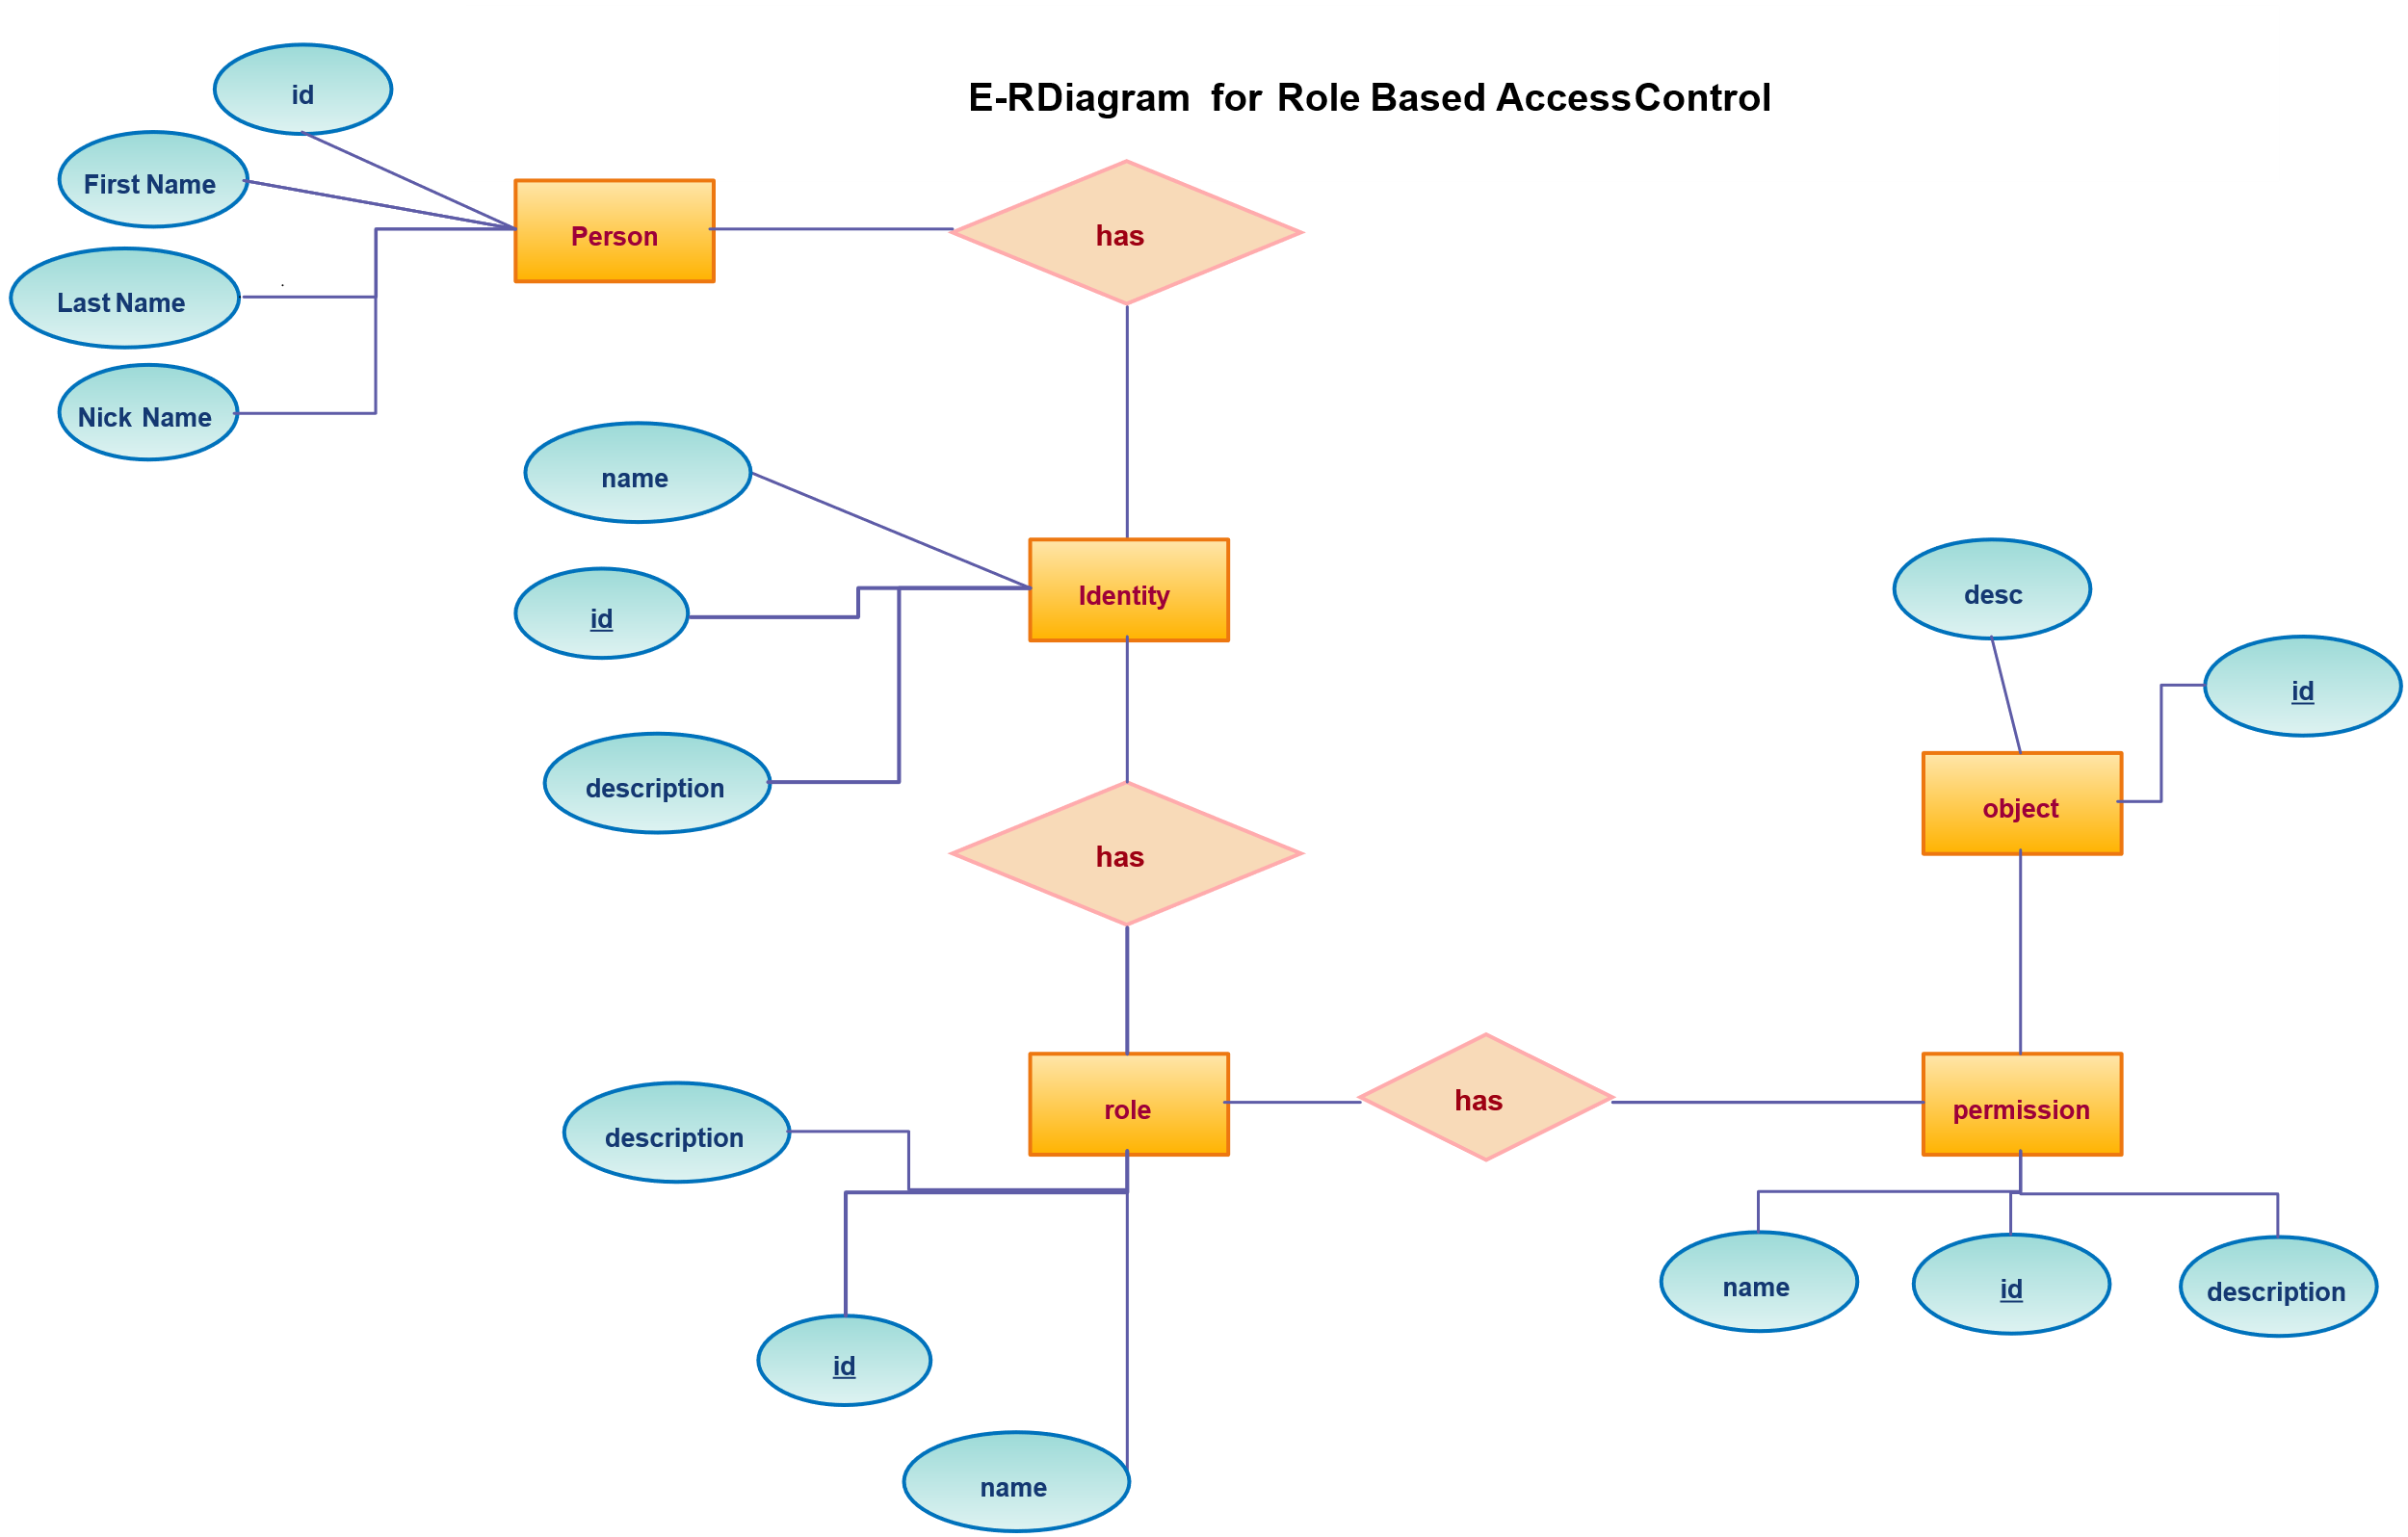 E-RDiagram for Role Based AccessControl
id
First Name
Last Name
Nick Name
Person
has
name
id
description
Identity
has
desc
id
object
description
id
name
role
has
permission
name
id
description